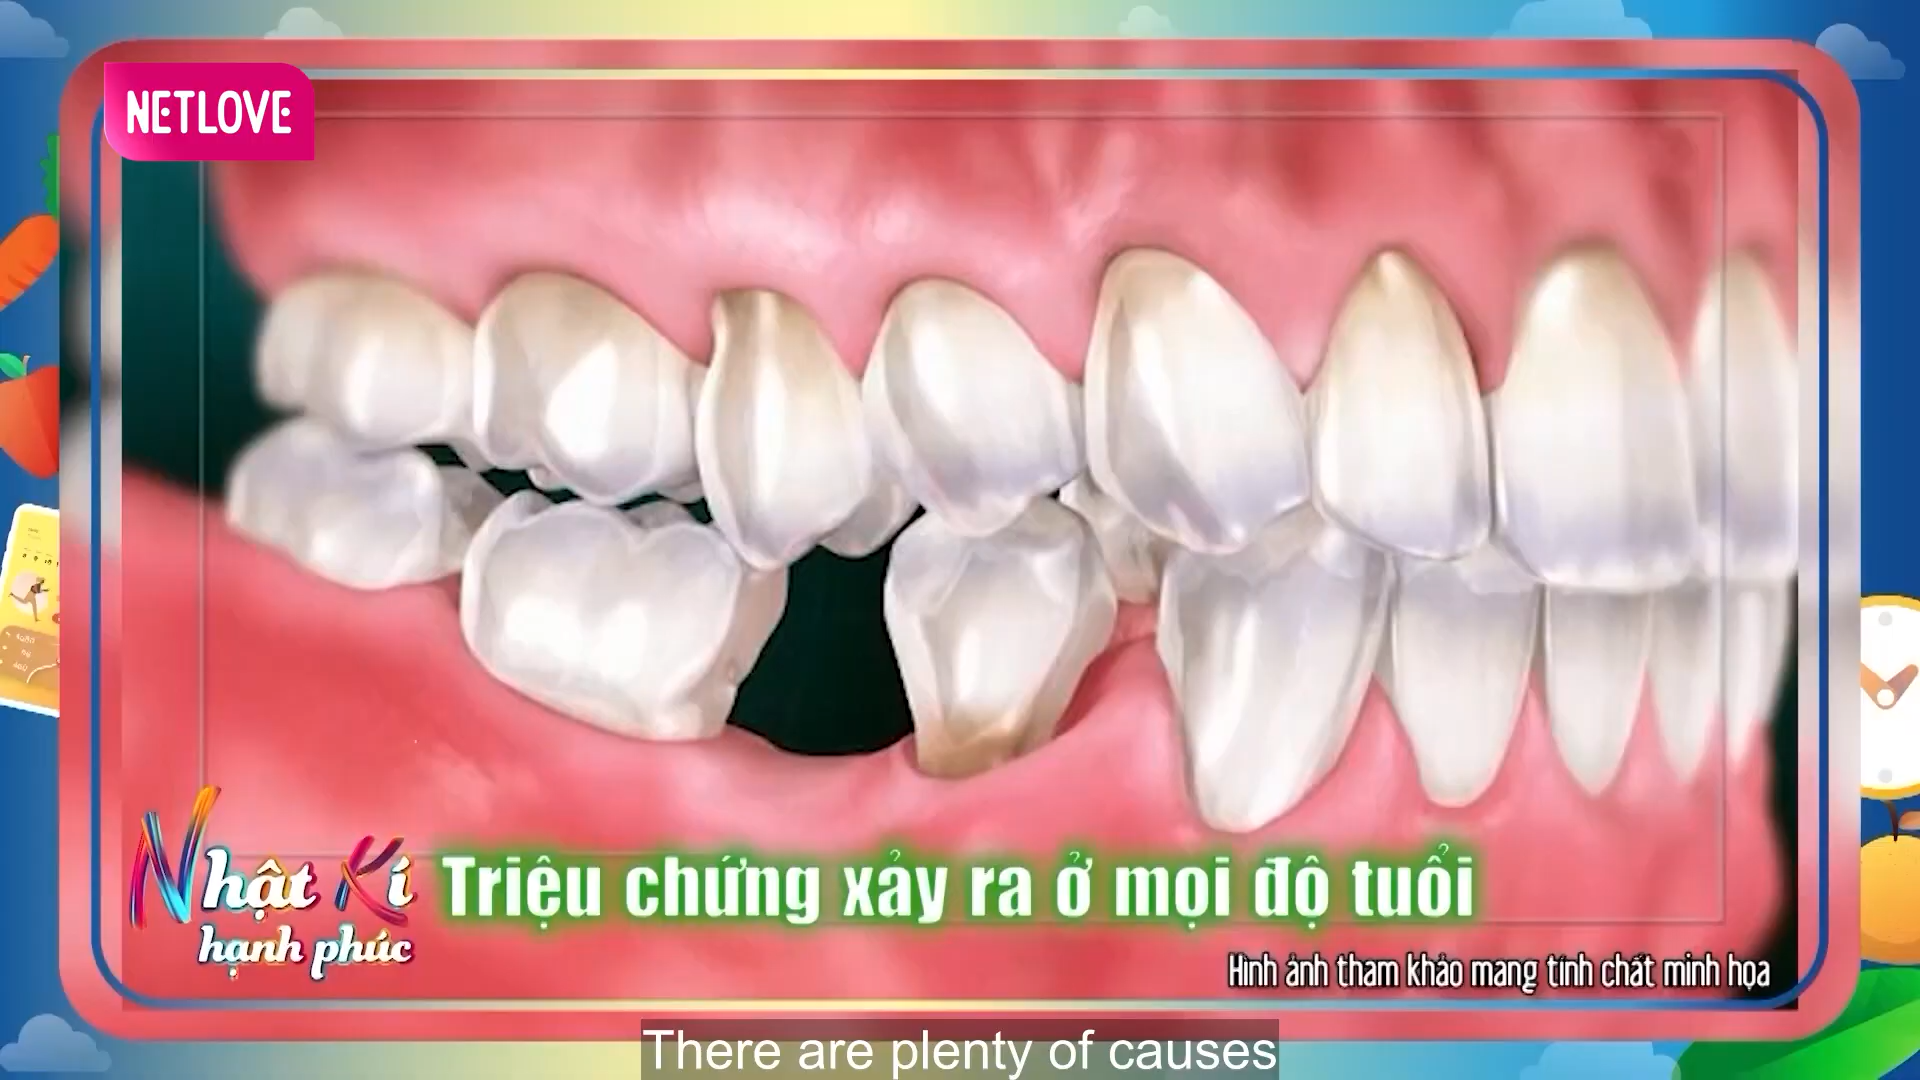 NETLOVE
Nhật Kí
hạnh phúc
Triệu chứng xảy ra ở mọi độ tuổi
Hình ảnh tham khảo mang tính chất minh họa
There are plenty of causes